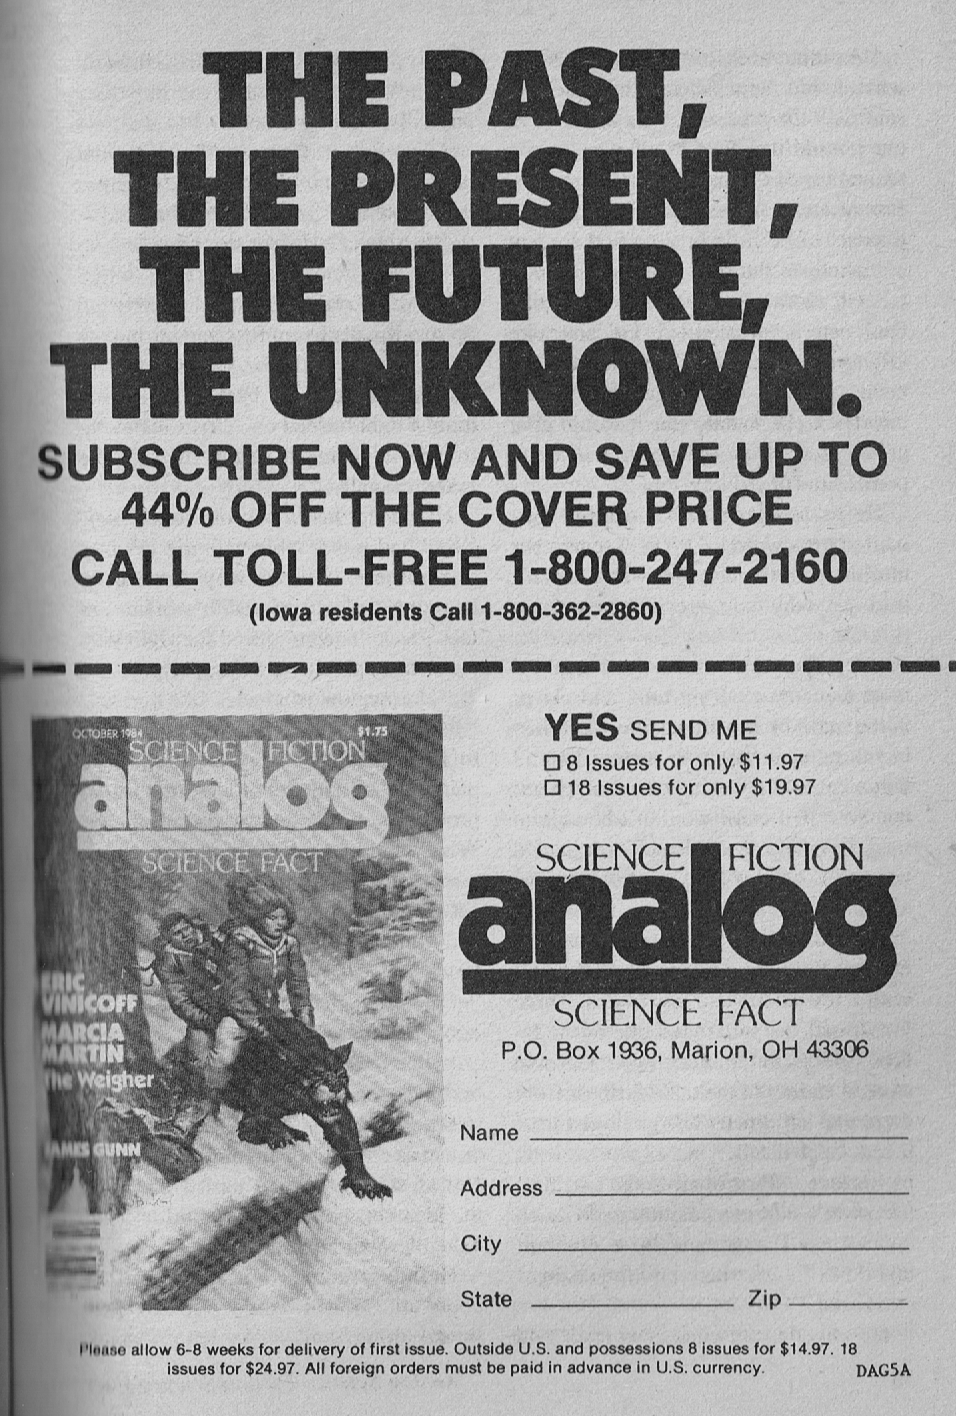 THE PAST,
THE PRESENT,
THE FUTURE,
THE UNKNOWN.
SUBSCRIBE NOW AND SAVE UP TO
44% OFF THE COVER PRICE
CALL TOLL-FREE 1-800-247-2160
(Iowa residents Call 1-800-362-2860)
OCTOBER 1984
$1.75
SCIENCE FICTION
analog
SCIENCE FACT
ERIC
VINICOFF
MARCIA
MARTIN
The Weigher
JAMES GUNN
YES SEND ME
☐ 8 Issues for only $11.97
☐ 18 Issues for only $19.97
SCIENCE FICTION
analog
SCIENCE FACT
P.O. Box 1936, Marion, OH 43306
Name
Address
City
State Zip
Please allow 6-8 weeks for delivery of first issue. Outside U.S. and possessions 8 issues for $14.97. 18
issues for $24.97. All foreign orders must be paid in advance in U.S. currency.
DAG5A